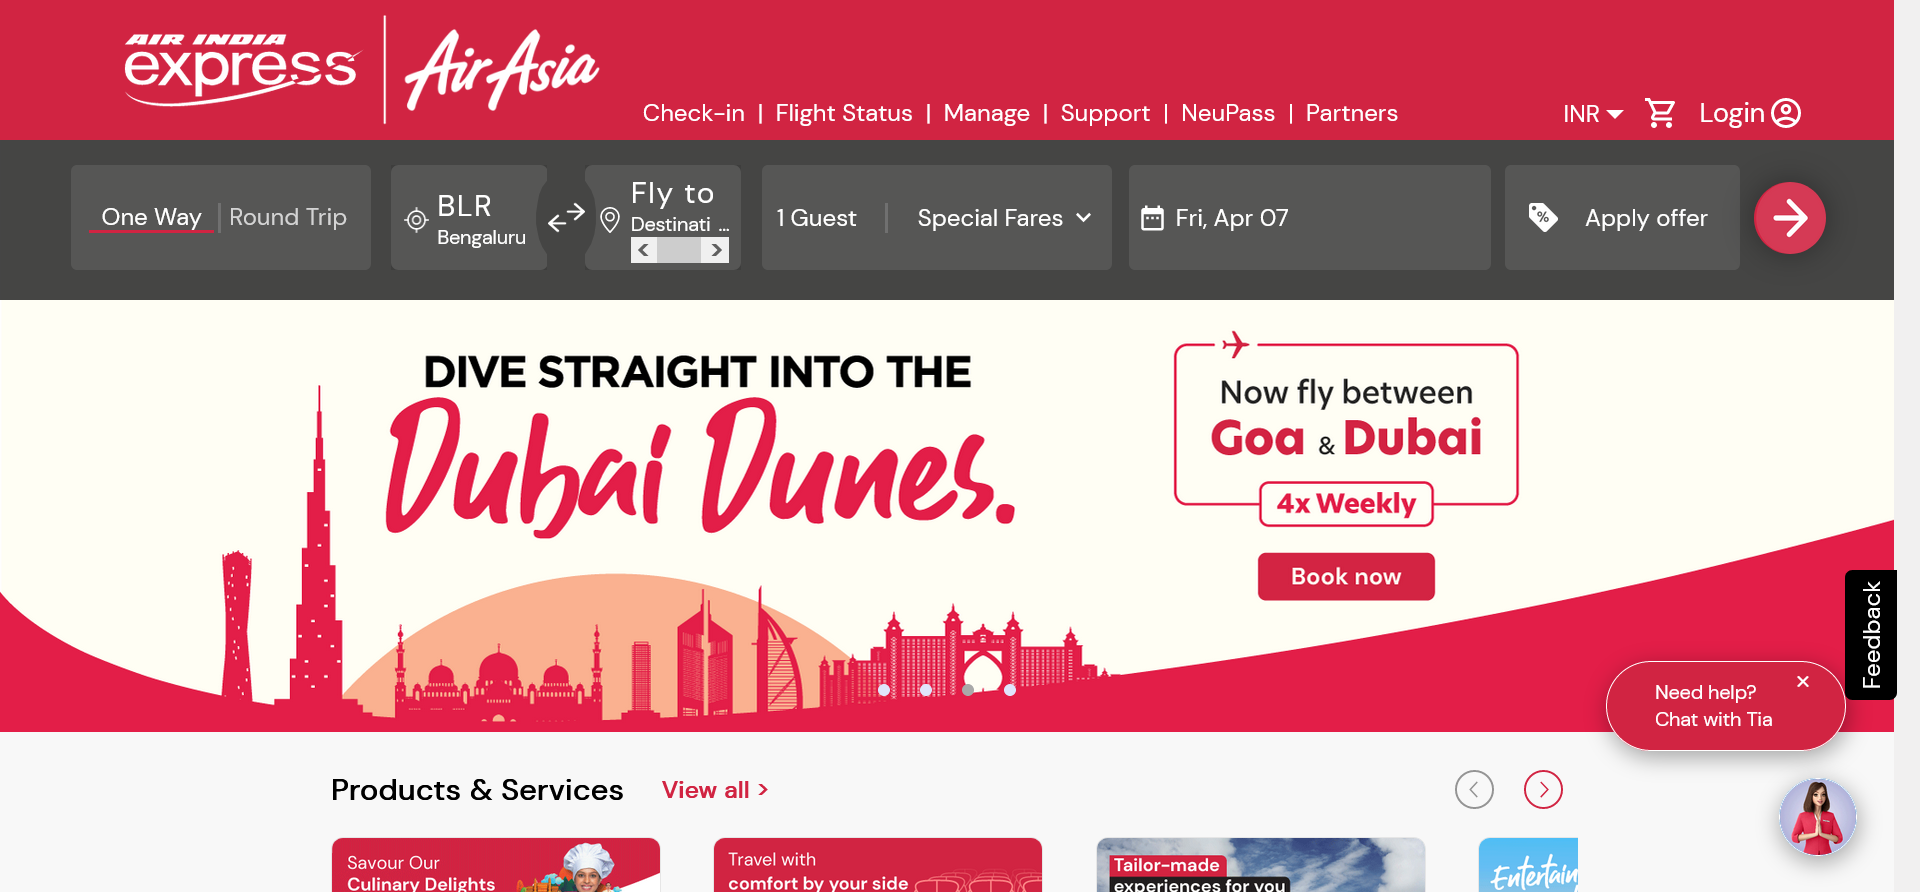 AIR INDIA
express
AirAsia
Check-in | Flight Status | Manage | Support | NeuPass | Partners
INR
Login
One Way
Round Trip
BLR
Bengaluru
Fly to
Destinati ...
1 Guest
Special Fares
Fri, Apr 07
%
Apply offer
DIVE STRAIGHT INTO THE
Dubai Dunes.
Now fly between
Goa & Dubai
4x Weekly
Book now
Feedback
Need help?
Chat with Tia
Products & Services
View all >
Savour Our
Culinary Delights
Travel with
comfort by your side
Tailor-made
experiences for you
Entertain